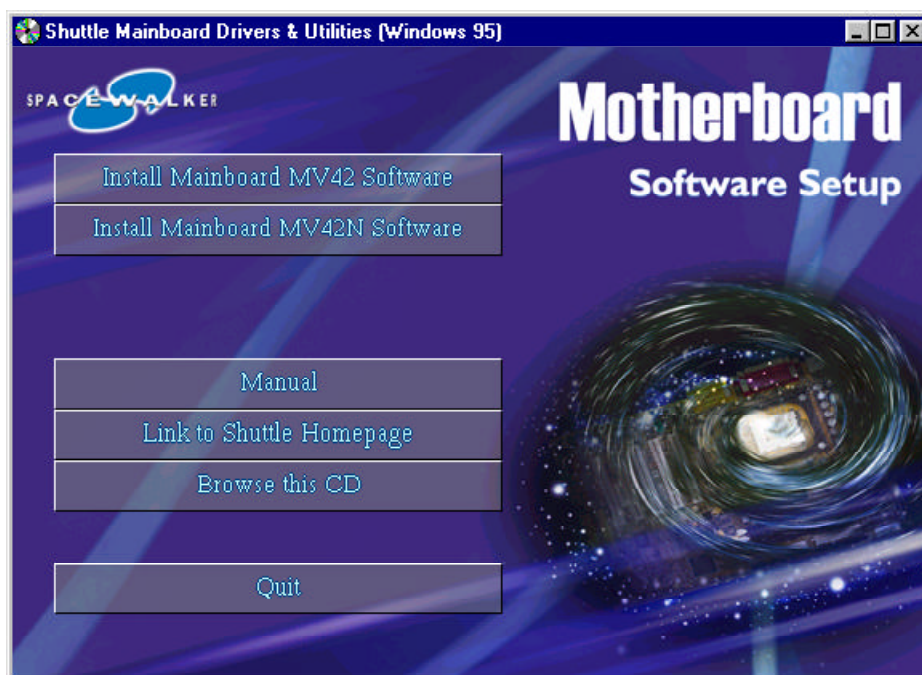 Shuttle Mainboard Drivers & Utilities (Windows 95)
SPACEWALKER
Motherboard
Software Setup
Install Mainboard MV42 Software
Install Mainboard MV42N Software
Manual
Link to Shuttle Homepage
Browse this CD
Quit